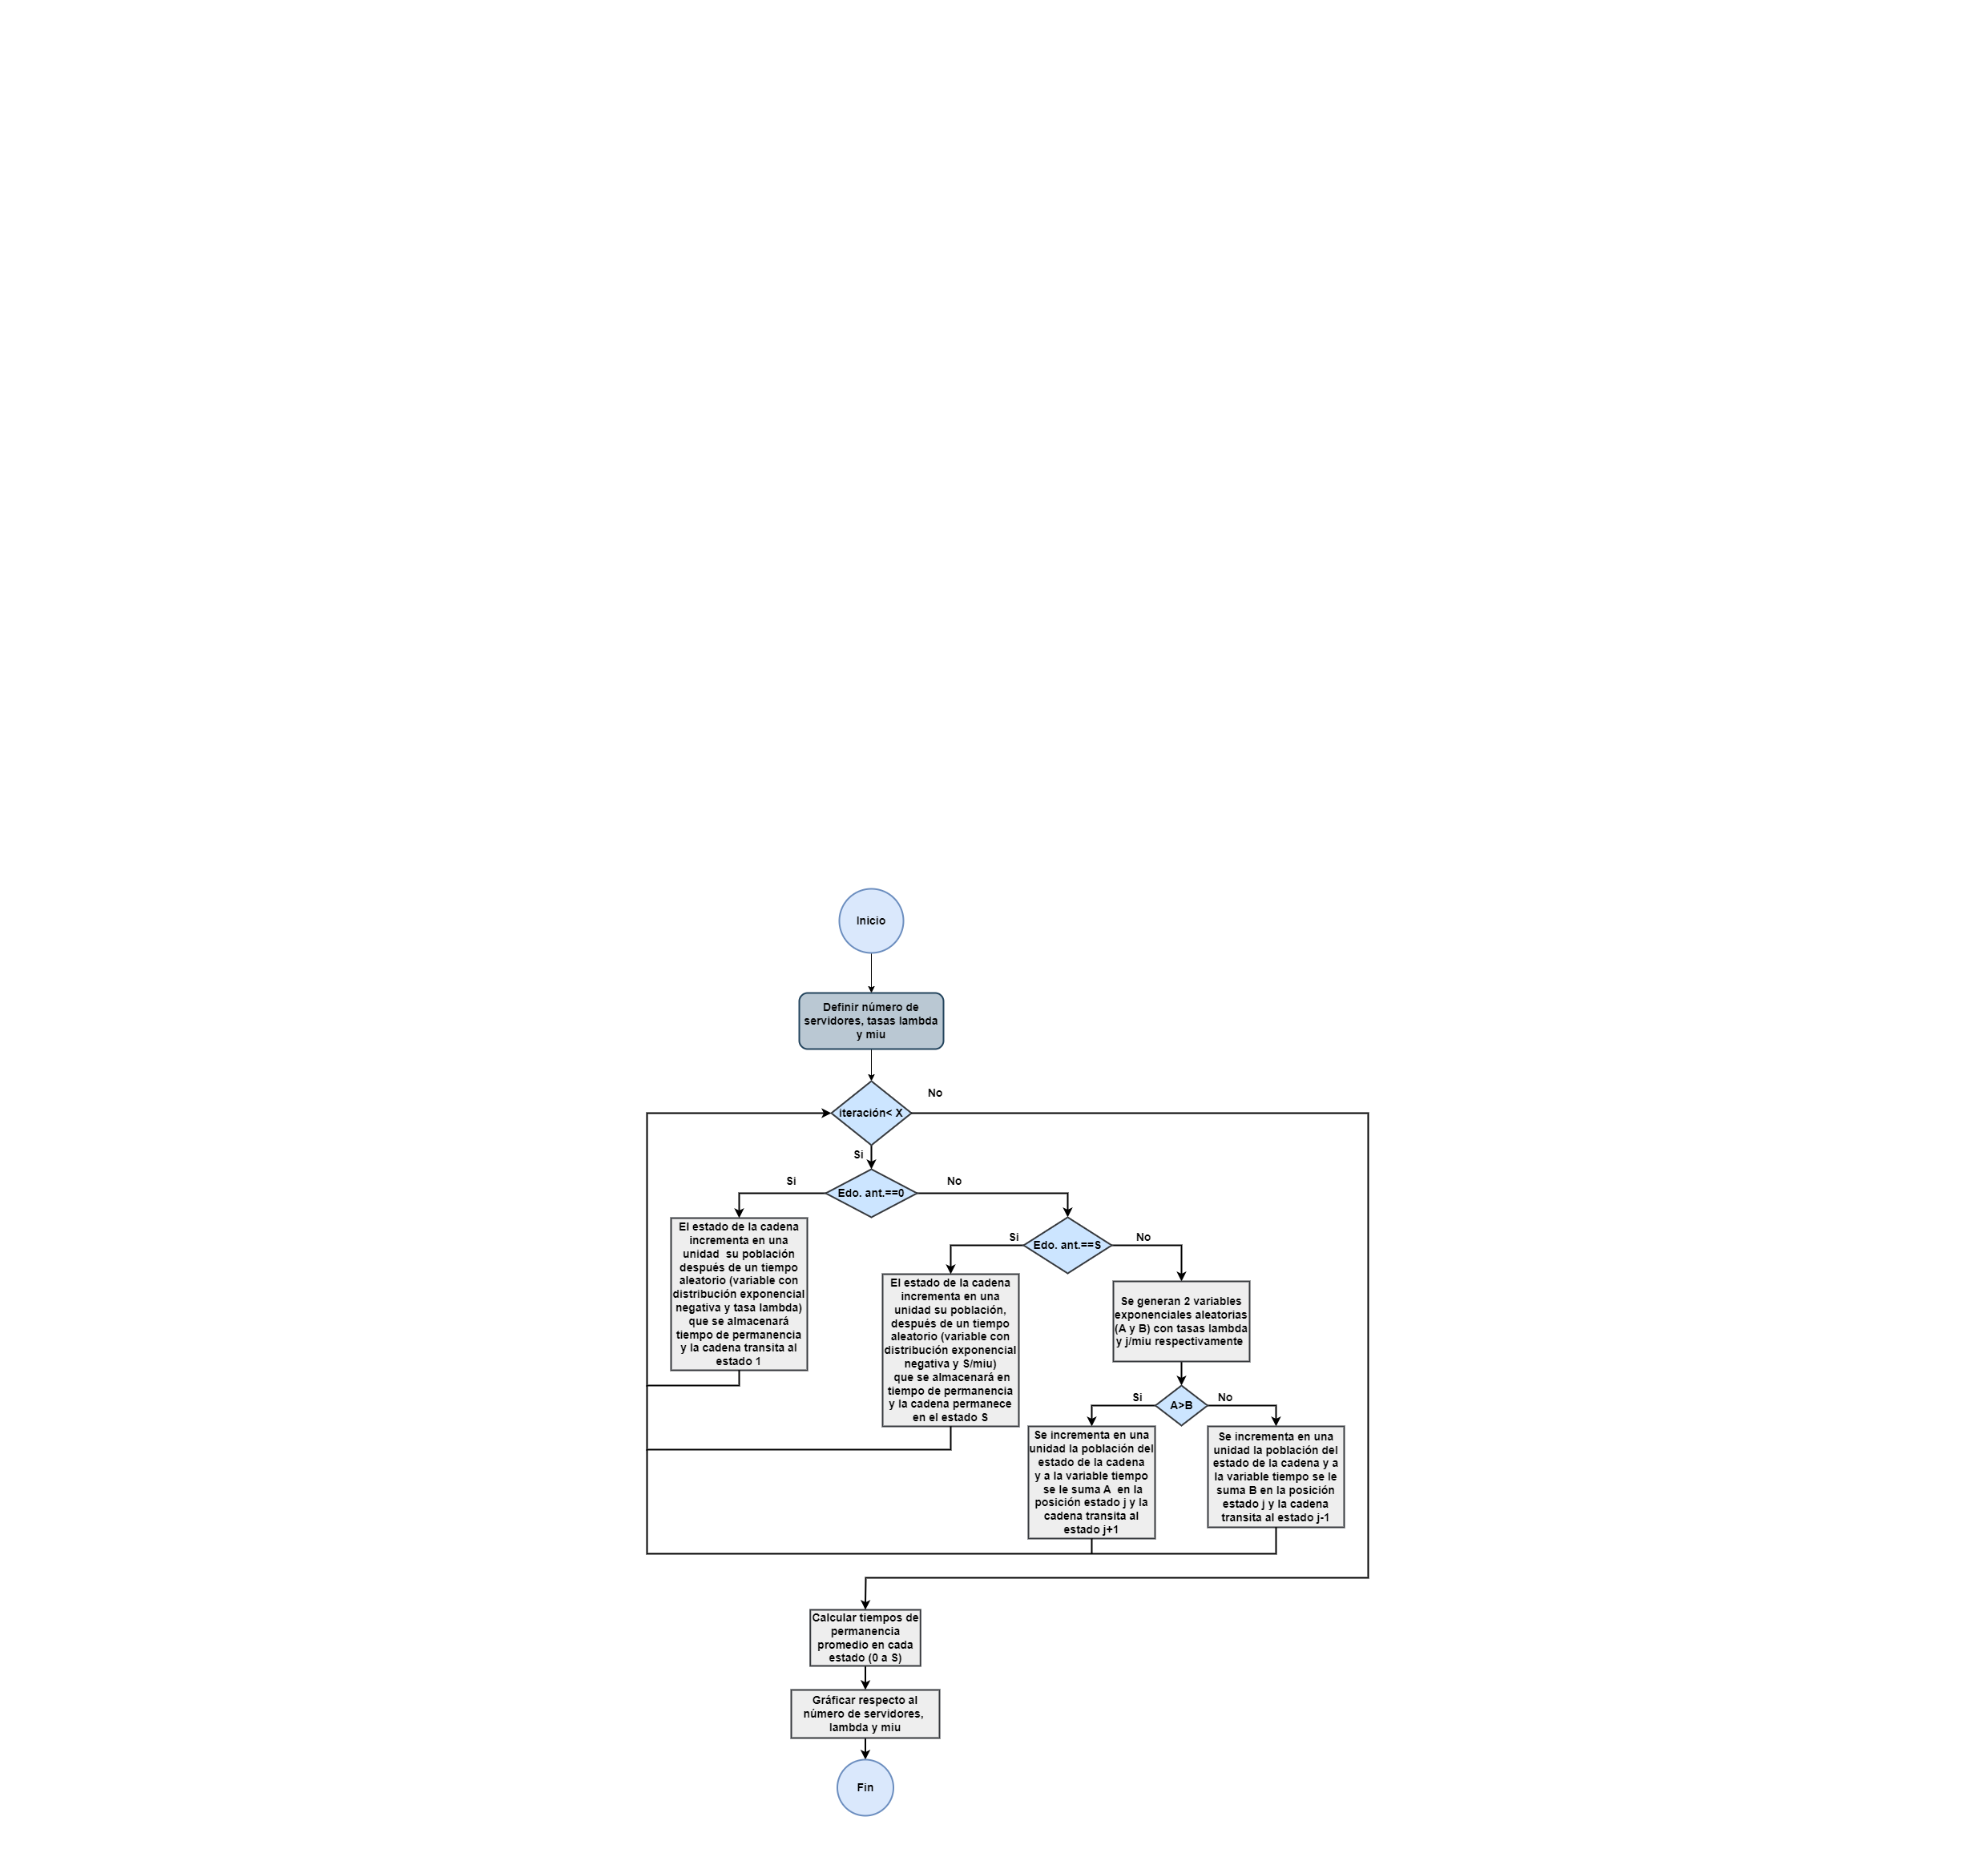 Inicio
Definir número de
servidores, tasas lambda
y miu
No
iteración< X
Si
Si
No
Edo. ant.==0
El estado de la cadena
incrementa en una
unidad su población
después de un tiempo
aleatorio (variable con
distribución exponencial
negativa y tasa lambda)
que se almacenará
tiempo de permanencia
y la cadena transita al
estado 1
Si
Edo. ant.==S
No
El estado de la cadena
incrementa en una
unidad su población,
después de un tiempo
aleatorio (variable con
distribución exponencial
negativa y S/miu)
que se almacenará en
tiempo de permanencia
y la cadena permanece
en el estado S
Se generan 2 variables
exponenciales aleatorias
(A y B) con tasas lambda
y j/miu respectivamente
Si
A>B
No
Se incrementa en una
unidad la población del
estado de la cadena
y a la variable tiempo
se le suma A en la
posición estado j y la
cadena transita al
estado j+1
Se incrementa en una
unidad la población del
estado de la cadena y a
la variable tiempo se le
suma B en la posición
estado j y la cadena
transita al estado j-1
Calcular tiempos de
permanencia
promedio en cada
estado (0 a S)
Gráficar respecto al
número de servidores,
lambda y miu
Fin